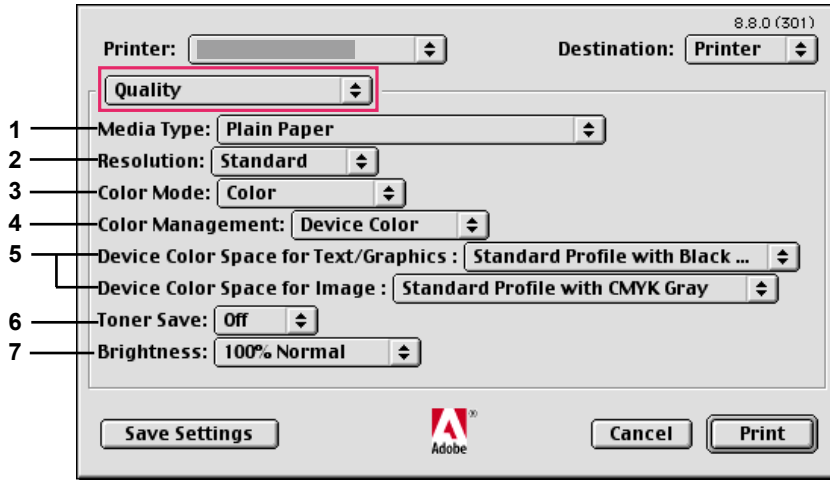 8.8.0 (301)
Printer: Destination: Printer
Quality
1 Media Type: Plain Paper
2 Resolution: Standard
3 Color Mode: Color
4 Color Management: Device Color
5 Device Color Space for Text/Graphics : Standard Profile with Black ...
Device Color Space for Image : Standard Profile with CMYK Gray
6 Toner Save: Off
7 Brightness: 100% Normal
Save Settings Adobe ® Cancel Print